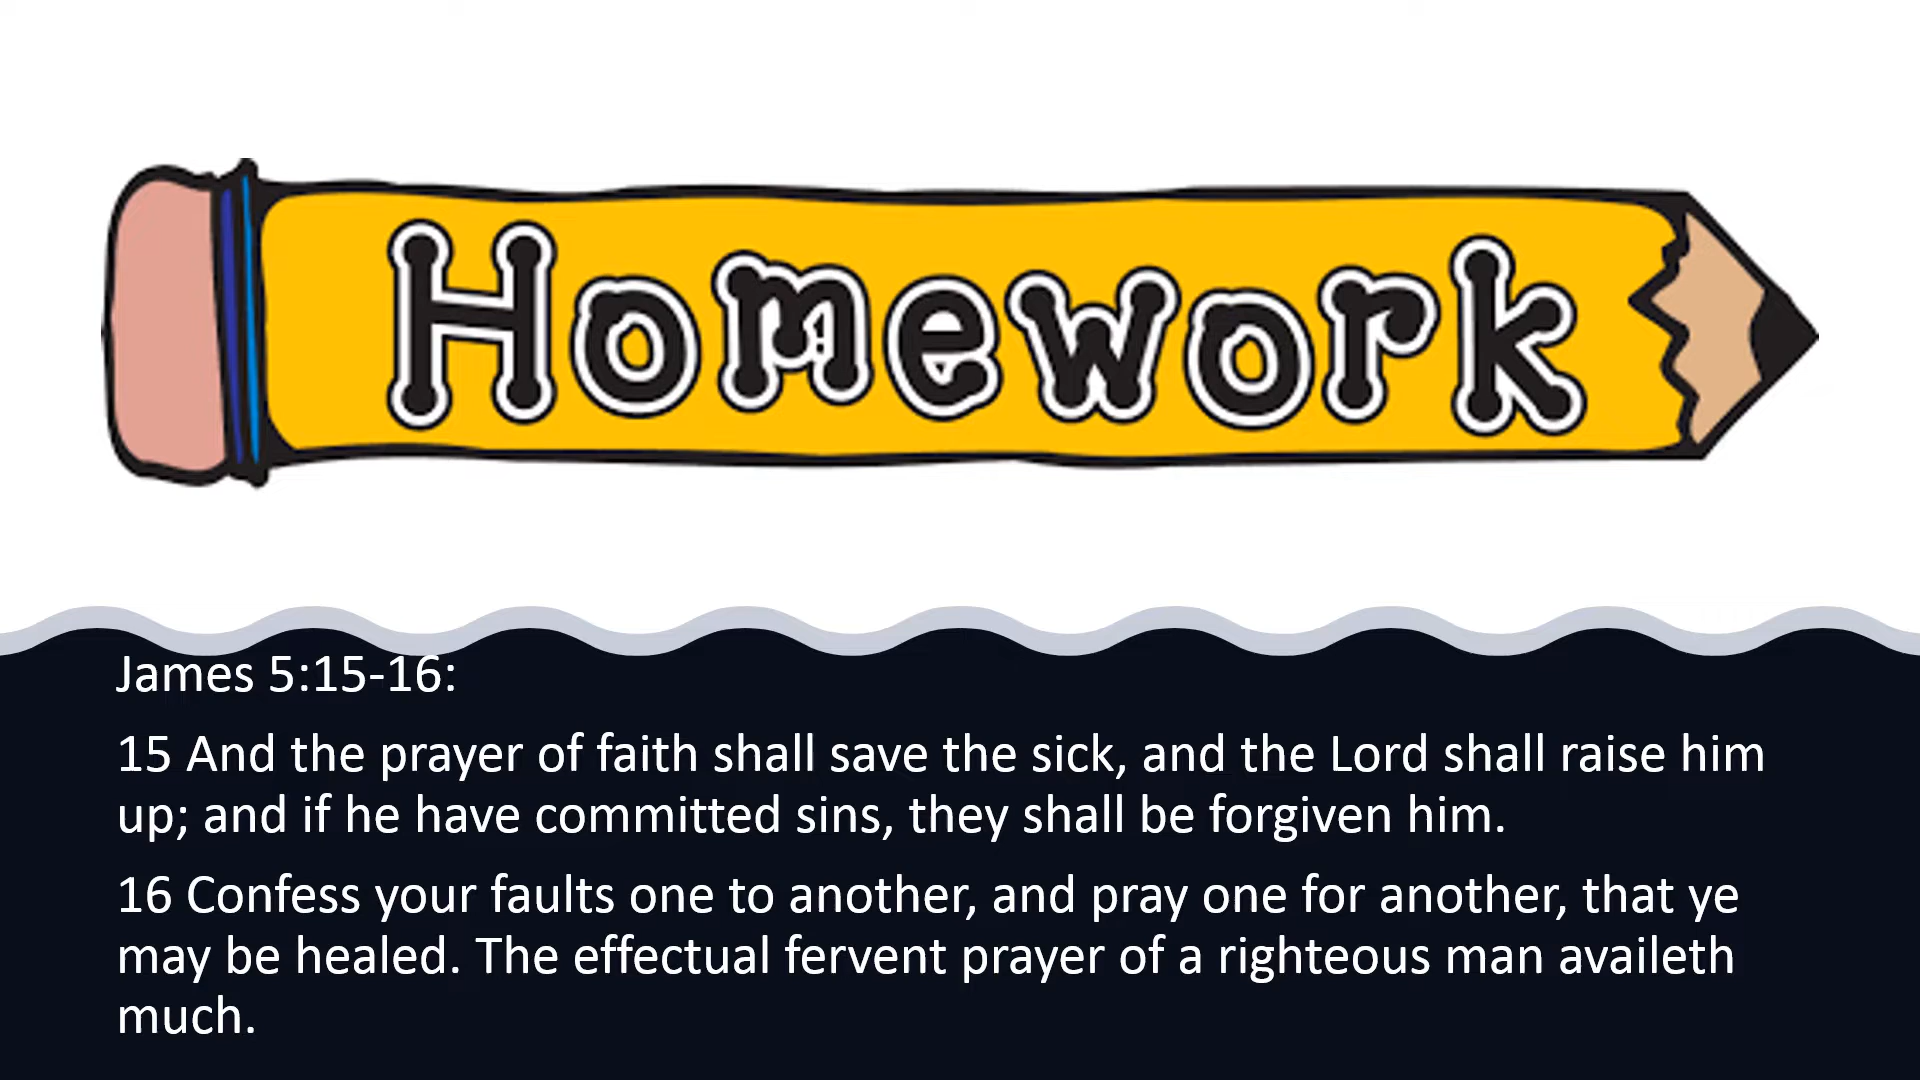 Homework
James 5:15-16:
15 And the prayer of faith shall save the sick, and the Lord shall raise him
up; and if he have committed sins, they shall be forgiven him.
16 Confess your faults one to another, and pray one for another, that ye
may be healed. The effectual fervent prayer of a righteous man availeth
much.